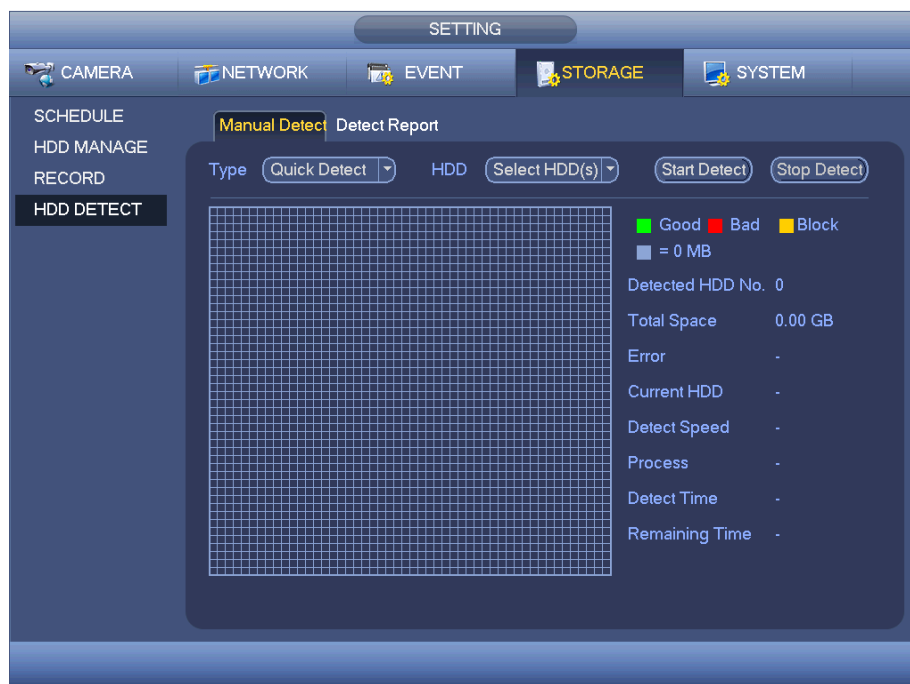 SETTING
CAMERA NETWORK EVENT STORAGE SYSTEM
SCHEDULE
HDD MANAGE
RECORD
HDD DETECT
Manual Detect Detect Report
Type Quick Detect HDD Select HDD(s) Start Detect Stop Detect
Good Bad Block
= 0 MB
Detected HDD No. 0
Total Space 0.00 GB
Error -
Current HDD -
Detect Speed -
Process -
Detect Time -
Remaining Time -